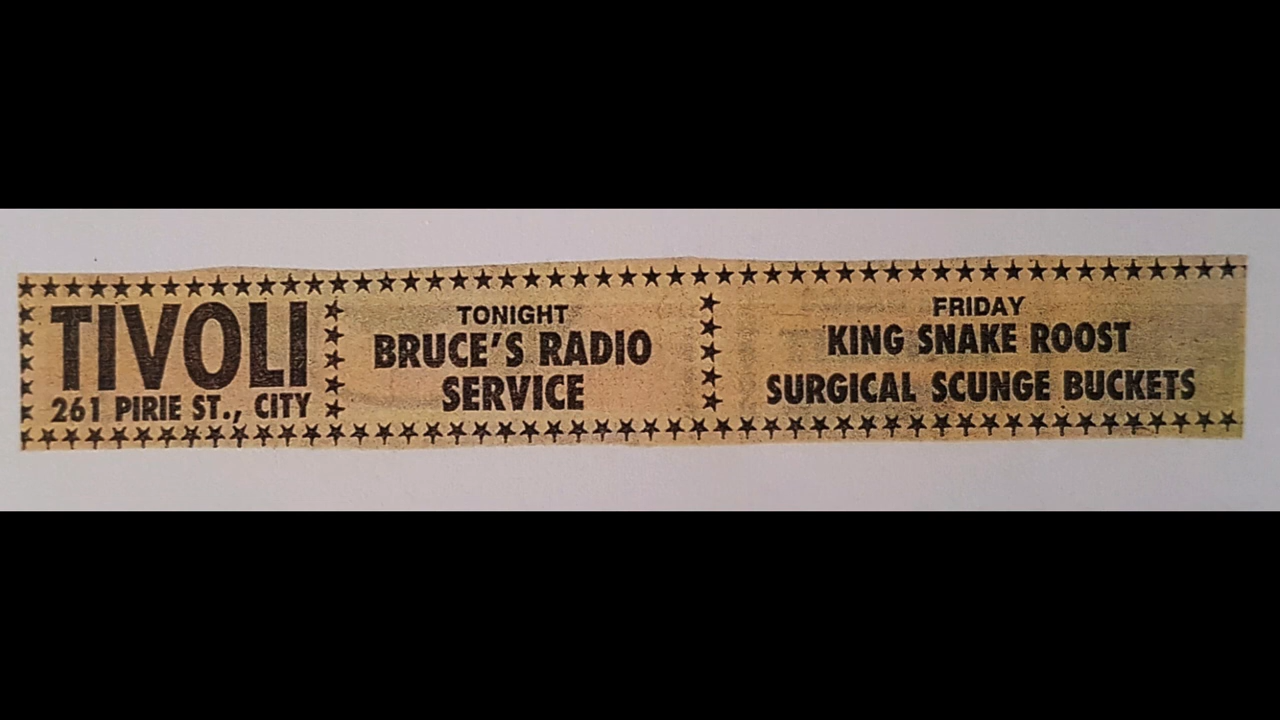 TIVOLI
261 PIRIE ST., CITY
TONIGHT
BRUCE'S RADIO
SERVICE
FRIDAY
KING SNAKE ROOST
SURGICAL SCUNGE BUCKETS